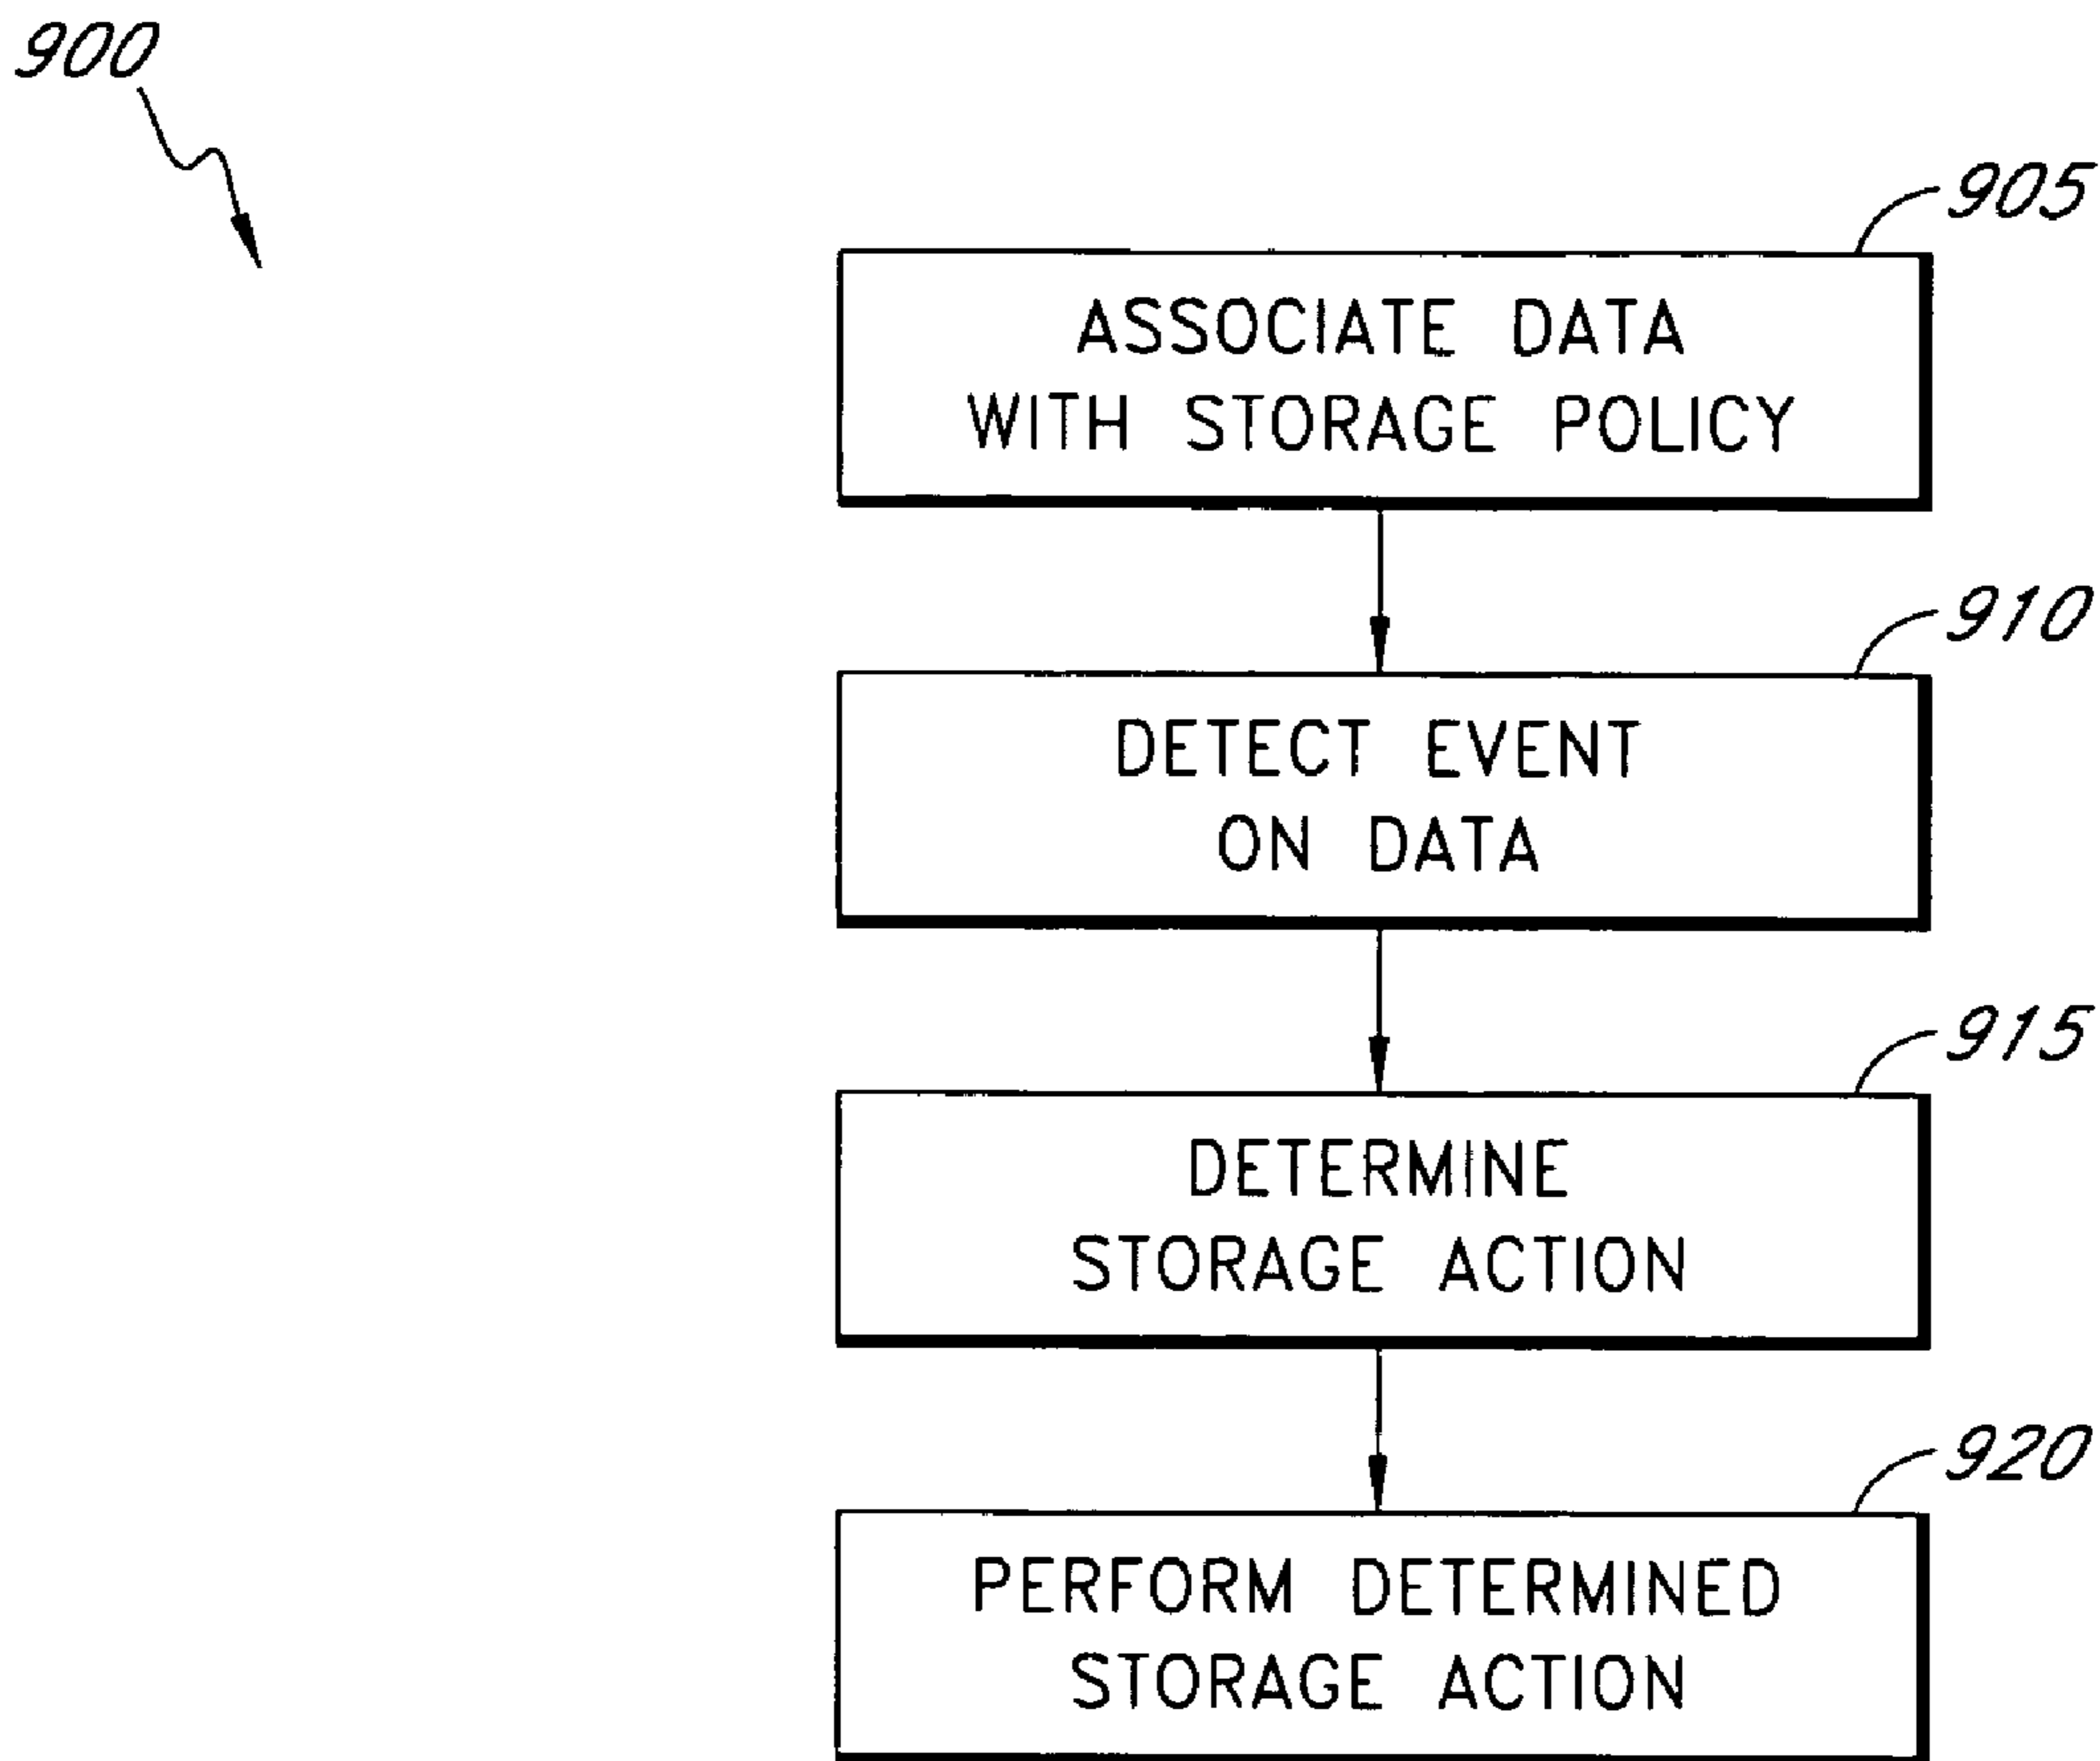 900
905
ASSOCIATE DATA
WITH STORAGE POLICY
910
DETECT EVENT
ON DATA
915
DETERMINE
STORAGE ACTION
920
PERFORM DETERMINED
STORAGE ACTION